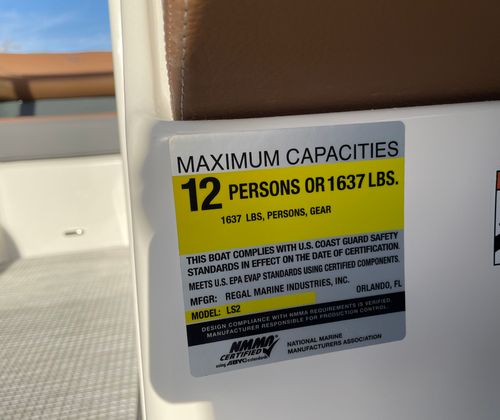 MAXIMUM CAPACITIES
12 PERSONS OR 1637 LBS.
1637 LBS, PERSONS, GEAR
THIS BOAT COMPLIES WITH U.S. COAST GUARD SAFETY
STANDARDS IN EFFECT ON THE DATE OF CERTIFICATION.
MEETS U.S. EPA EVAP STANDARDS USING CERTIFIED COMPONENTS.
MFGR: REGAL MARINE INDUSTRIES, INC. ORLANDO, FL
MODEL: LS2
DESIGN COMPLIANCE WITH NMMA REQUIREMENTS IS VERIFIED.
MANUFACTURER RESPONSIBLE FOR PRODUCTION CONTROL.
NMMA
CERTIFIED
using ABYC standards
NATIONAL MARINE
MANUFACTURERS ASSOCIATION